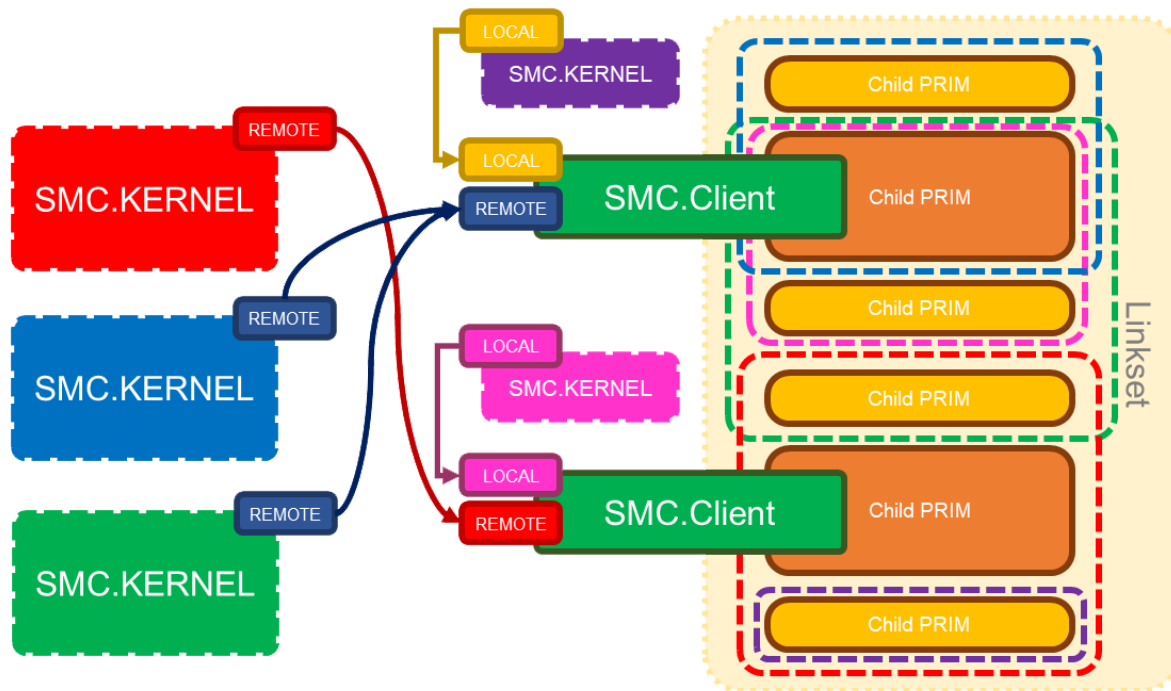 REMOTE
SMC.KERNEL
REMOTE
SMC.KERNEL
REMOTE
SMC.KERNEL
LOCAL
SMC.KERNEL
LOCAL
REMOTE
SMC.Client
LOCAL
SMC.KERNEL
LOCAL
REMOTE
SMC.Client
Child PRIM
Child PRIM
Child PRIM
Child PRIM
Child PRIM
Child PRIM
Linkset